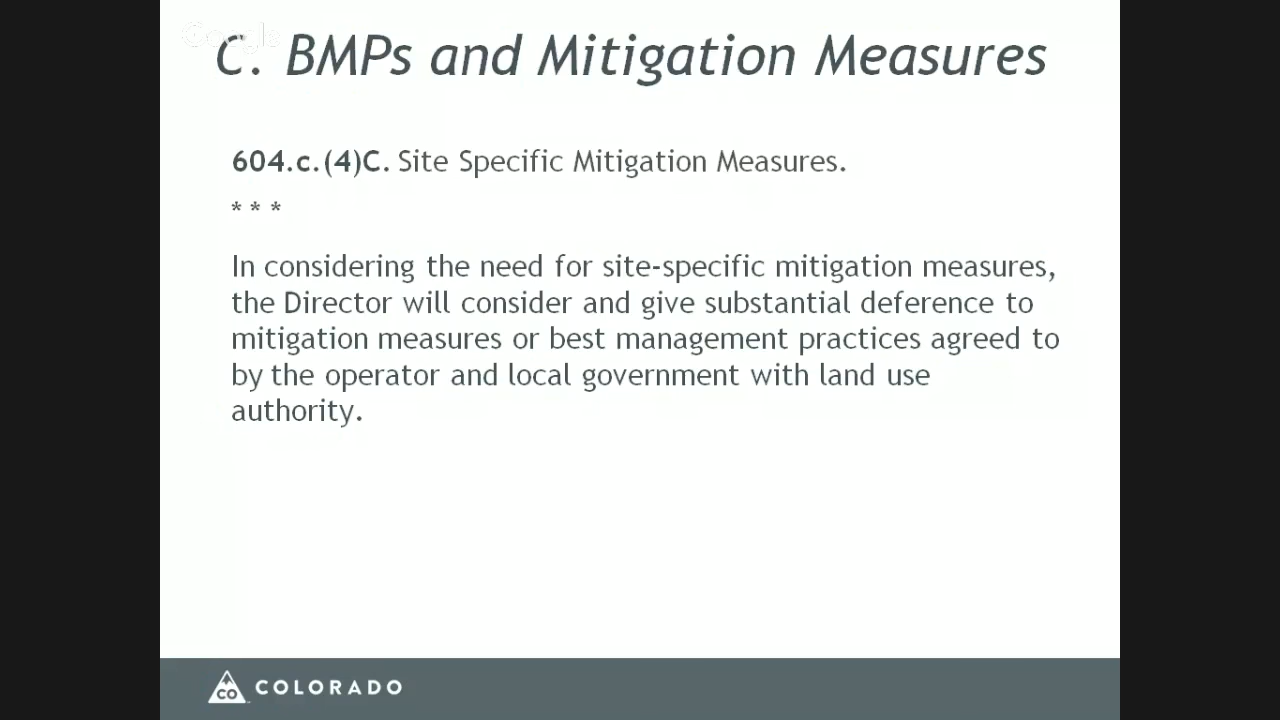 Google
C. BMPs and Mitigation Measures
604.c.(4)C. Site Specific Mitigation Measures.
* * *
In considering the need for site-specific mitigation measures,
the Director will consider and give substantial deference to
mitigation measures or best management practices agreed to
by the operator and local government with land use
authority.
CO
COLORADO